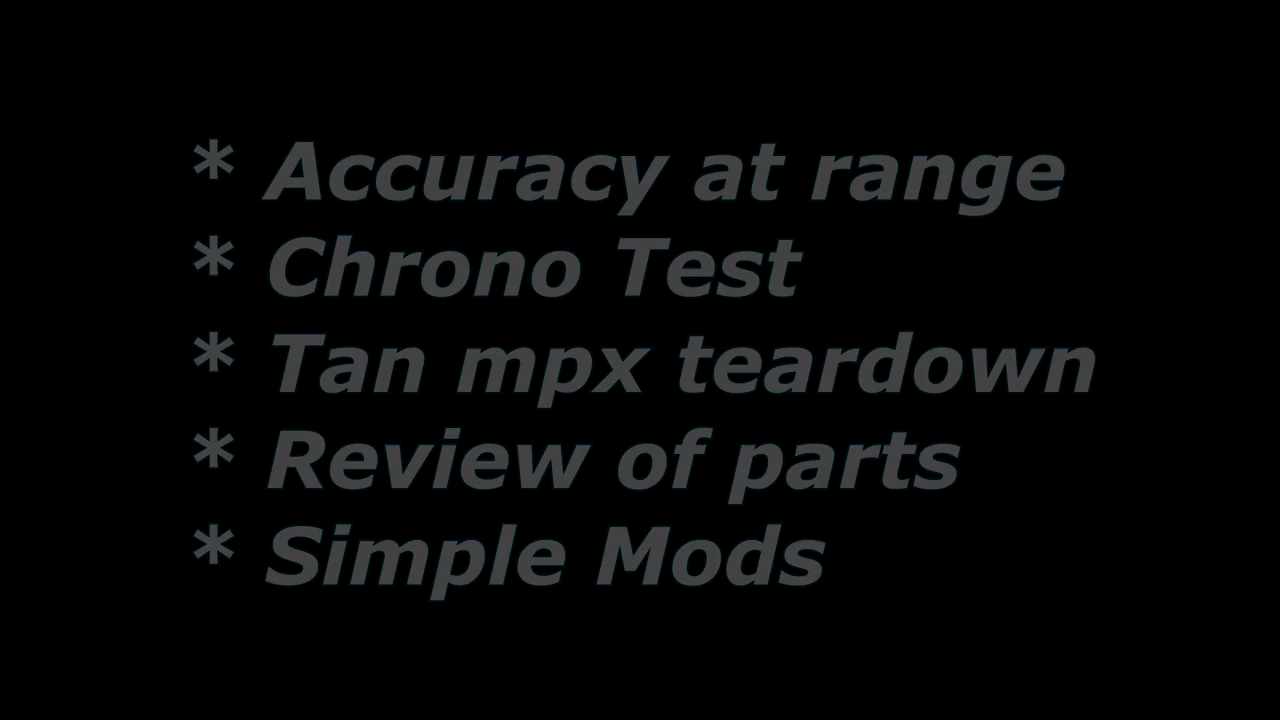 * Accuracy at range
* Chrono Test
* Tan mpx teardown
* Review of parts
* Simple Mods